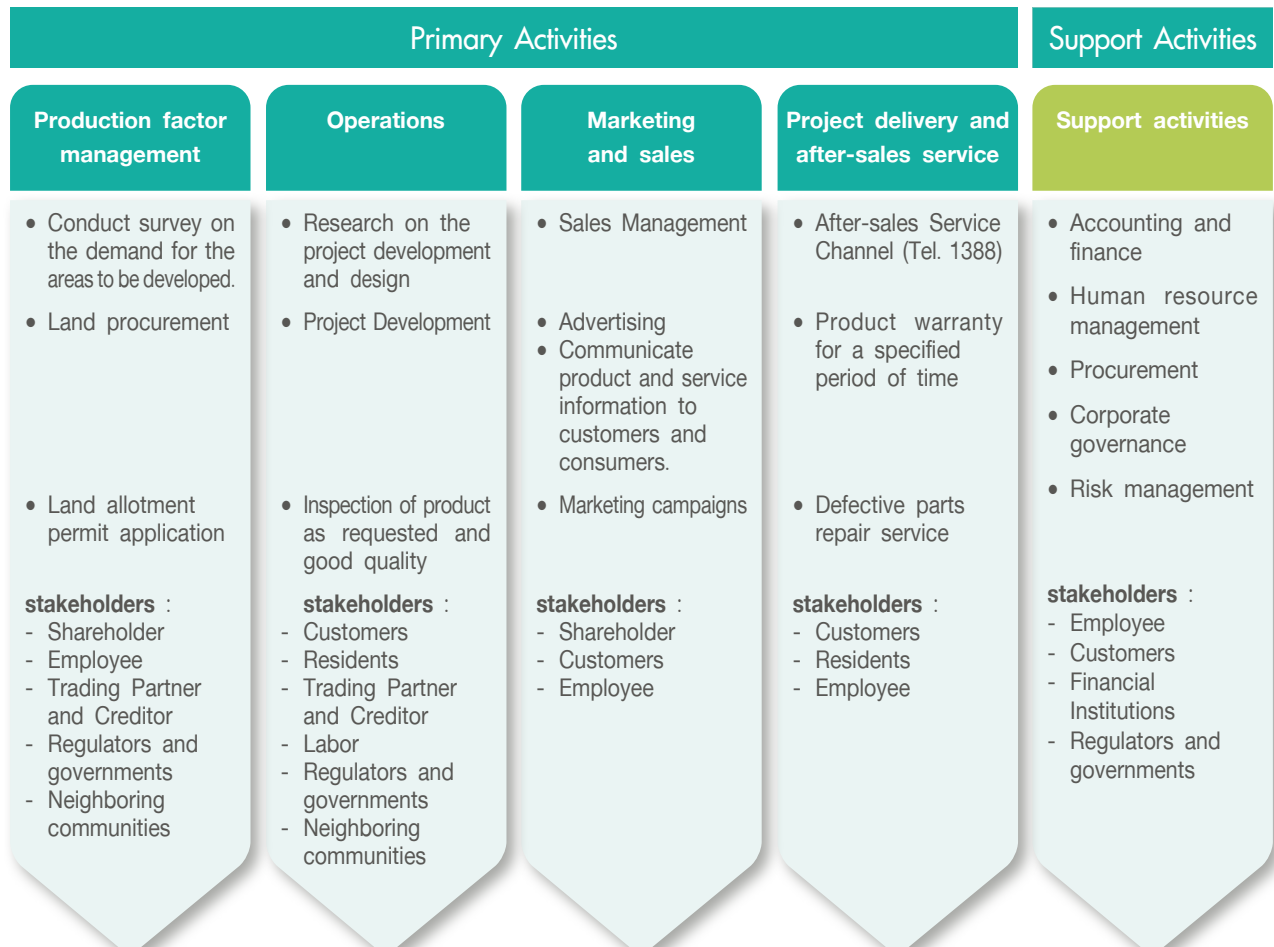 Primary Activities
Support Activities
Production factor
management
Operations
Marketing
and sales
Project delivery and
after-sales service
Support activities
• Conduct survey on
the demand for the
areas to be developed.
• Land procurement
• Land allotment
permit application
stakeholders :
- Shareholder
- Employee
- Trading Partner
and Creditor
- Regulators and
governments
- Neighboring
communities
• Research on the
project development
and design
• Project Development
• Inspection of product
as requested and
good quality
stakeholders :
- Customers
- Residents
- Trading Partner
and Creditor
- Labor
- Regulators and
governments
- Neighboring
communities
• Sales Management
• Advertising
• Communicate
product and service
information to
customers and
consumers.
• Marketing campaigns
stakeholders :
- Shareholder
- Customers
- Employee
• After-sales Service
Channel (Tel. 1388)
• Product warranty
for a specified
period of time
• Defective parts
repair service
stakeholders :
- Customers
- Residents
- Employee
• Accounting and
finance
• Human resource
management
• Procurement
• Corporate
governance
• Risk management
stakeholders :
- Employee
- Customers
- Financial
Institutions
- Regulators and
governments